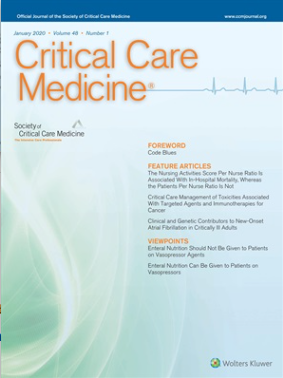 Official Journal of the Society of Critical Care Medicine
www.ccmjournal.org
January 2020 • Volume 48 • Number 1
Critical Care
Medicine®
Society of
Critical Care Medicine
The Intensive Care Professionals
FOREWORD
Code Blues
FEATURE ARTICLES
The Nursing Activities Score Per Nurse Ratio Is
Associated With In-Hospital Mortality, Whereas
the Patients Per Nurse Ratio Is Not
Critical Care Management of Toxicities Associated
With Targeted Agents and Immunotherapies for
Cancer
Clinical and Genetic Contributors to New-Onset
Atrial Fibrillation in Critically Ill Adults
VIEWPOINTS
Enteral Nutrition Should Not Be Given to Patients
on Vasopressor Agents
Enteral Nutrition Can Be Given to Patients on
Vasopressors
Wolters Kluwer